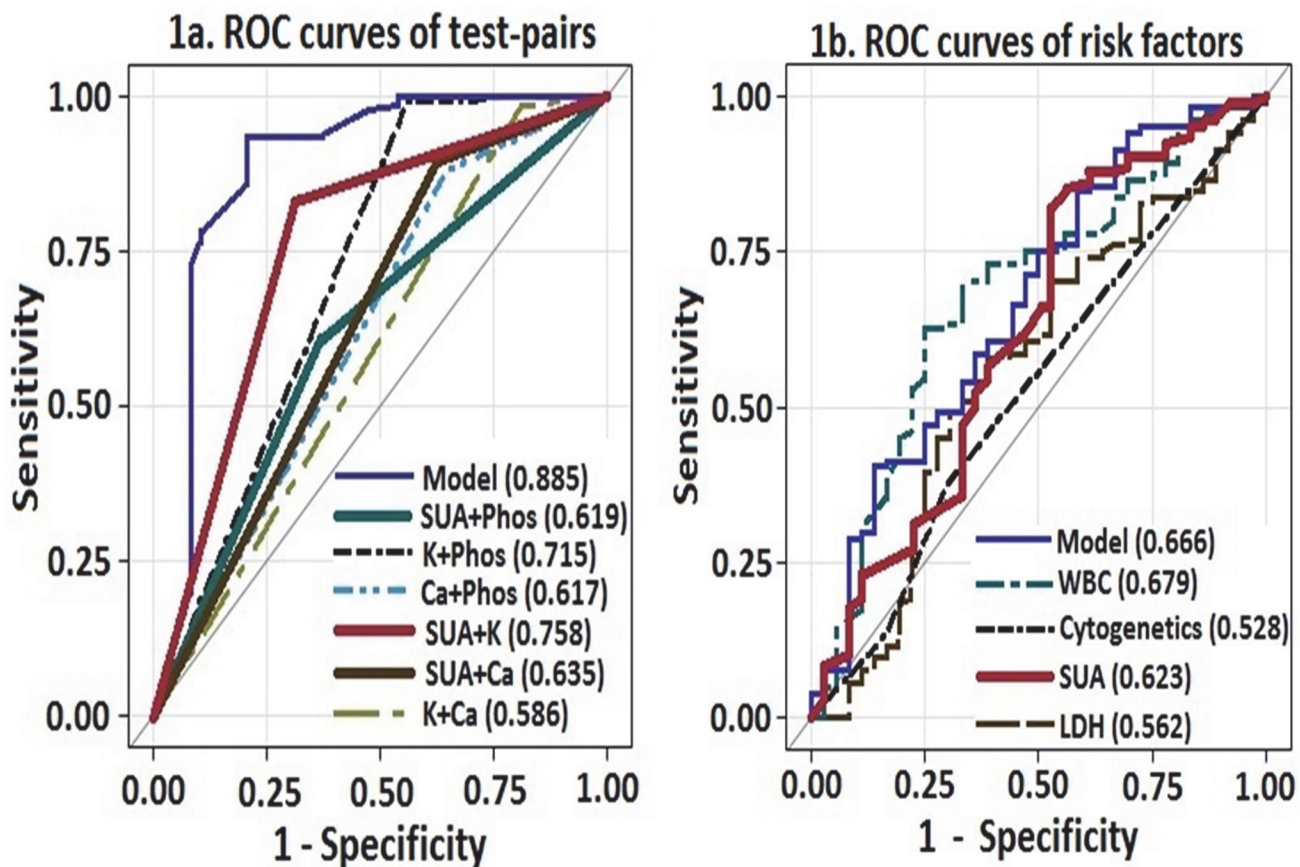 1a. ROC curves of test-pairs
Sensitivity
1.00
0.75
0.50
0.25
0.00
Model (0.885)
SUA+Phos (0.619)
K+Phos (0.715)
Ca+Phos (0.617)
SUA+K (0.758)
SUA+Ca (0.635)
K+Ca (0.586)
0.00 0.25 0.50 0.75 1.00
1 - Specificity
1b. ROC curves of risk factors
Sensitivity
1.00
0.75
0.50
0.25
0.00
Model (0.666)
WBC (0.679)
Cytogenetics (0.528)
SUA (0.623)
LDH (0.562)
0.00 0.25 0.50 0.75 1.00
1 - Specificity